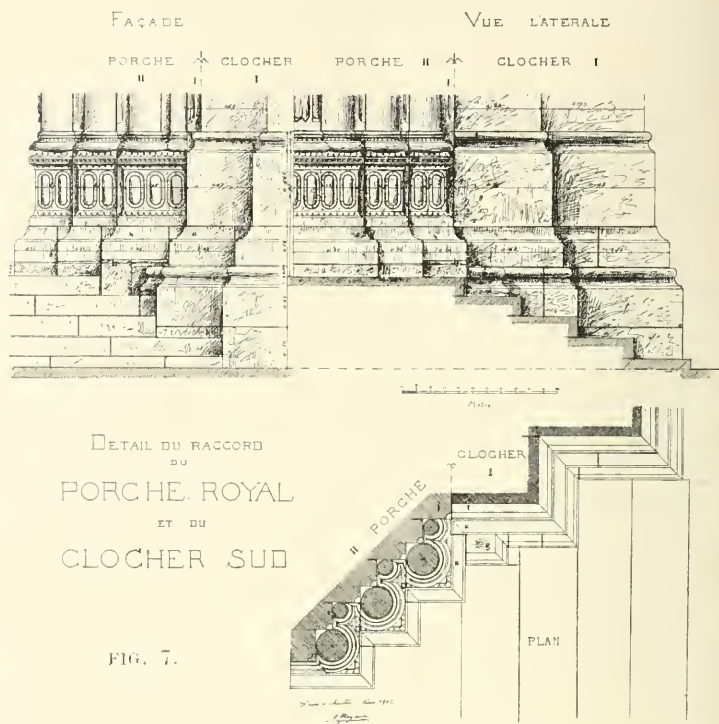 FAÇADE
VUE LATERALE
PORCHE II
I CLOCHER
PORCHE II
CLOCHER I
Metre
DETAIL DU RACCORD
DU
PORCHE ROYAL
ET DU
CLOCHER SUD
FIG. 7.
II PORCHE
CLOCHER
I
PLAN